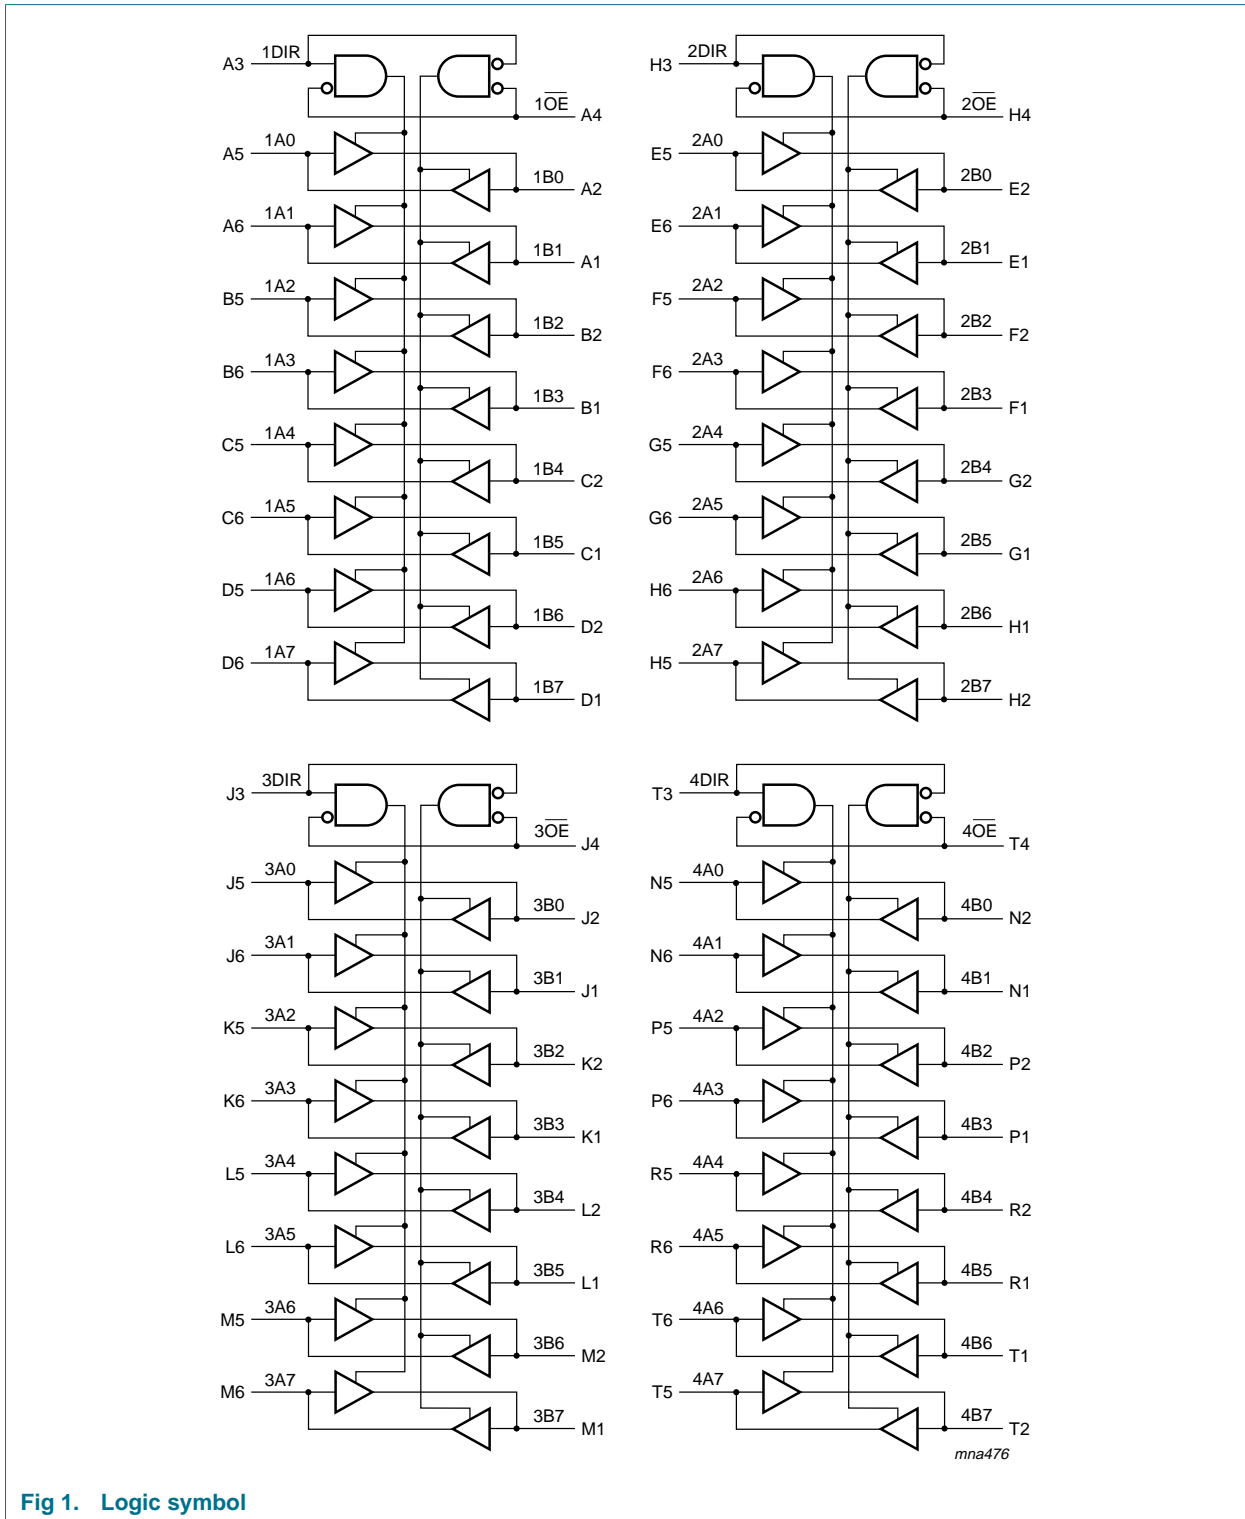 A3 1DIR
1O̅E̅ A4
A5 1A0
1B0 A2
A6 1A1
1B1 A1
B5 1A2
1B2 B2
B6 1A3
1B3 B1
C5 1A4
1B4 C2
C6 1A5
1B5 C1
D5 1A6
1B6 D2
D6 1A7
1B7 D1
H3 2DIR
2O̅E̅ H4
E5 2A0
2B0 E2
E6 2A1
2B1 E1
F5 2A2
2B2 F2
F6 2A3
2B3 F1
G5 2A4
2B4 G2
G6 2A5
2B5 G1
H6 2A6
2B6 H1
H5 2A7
2B7 H2
J3 3DIR
3O̅E̅ J4
J5 3A0
3B0 J2
J6 3A1
3B1 J1
K5 3A2
3B2 K2
K6 3A3
3B3 K1
L5 3A4
3B4 L2
L6 3A5
3B5 L1
M5 3A6
3B6 M2
M6 3A7
3B7 M1
T3 4DIR
4O̅E̅ T4
N5 4A0
4B0 N2
N6 4A1
4B1 N1
P5 4A2
4B2 P2
P6 4A3
4B3 P1
R5 4A4
4B4 R2
R6 4A5
4B5 R1
T6 4A6
4B6 T1
T5 4A7
4B7 T2
mna476
Fig 1. Logic symbol